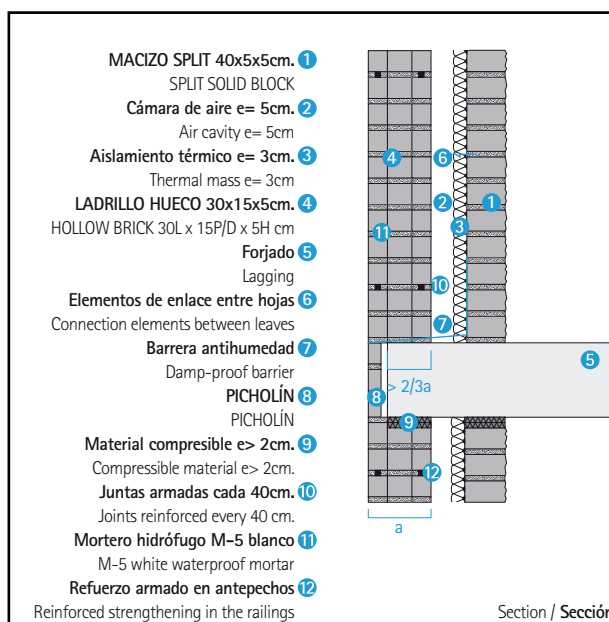 MACIZO SPLIT 40x5x5cm. 1
SPLIT SOLID BLOCK
Cámara de aire e= 5cm. 2
Air cavity e= 5cm
Aislamiento térmico e= 3cm. 3
Thermal mass e= 3cm
LADRILLO HUECO 30x15x5cm. 4
HOLLOW BRICK 30L x 15P/D x 5H cm
Forjado 5
Lagging
Elementos de enlace entre hojas 6
Connection elements between leaves
Barrera antihumedad 7
Damp-proof barrier
PICHOLÍN 8
PICHOLÍN
Material compresible e> 2cm. 9
Compressible material e> 2cm.
Juntas armadas cada 40cm. 10
Joints reinforced every 40 cm.
Mortero hidrófugo M-5 blanco 11
M-5 white waterproof mortar
Refuerzo armado en antepechos 12
Reinforced strengthening in the railings
4
6
2
1
11
3
10
7
5
> 2/3a
8
9
12
a
Section / Sección